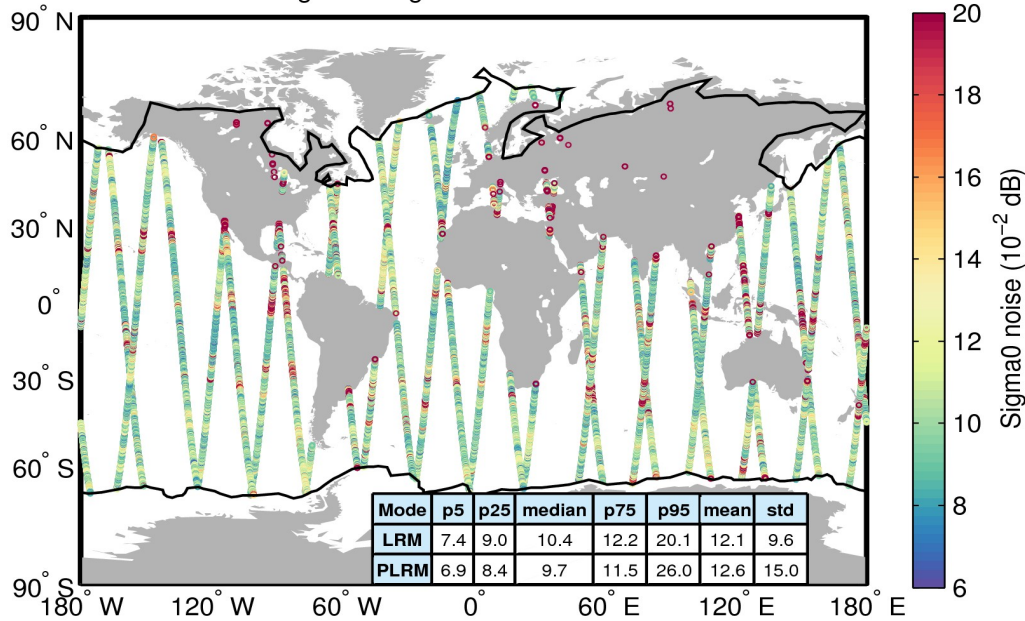 90° N
60° N
30° N
0°
30° S
60° S
90° S
180° W
120° W
60° W
0°
60° E
120° E
180° E
20
18
16
14
12
10
8
6
Sigma0 noise (10⁻² dB)
Mode p5 p25 median p75 p95 mean std
LRM 7.4 9.0 10.4 12.2 20.1 12.1 9.6
PLRM 6.9 8.4 9.7 11.5 26.0 12.6 15.0